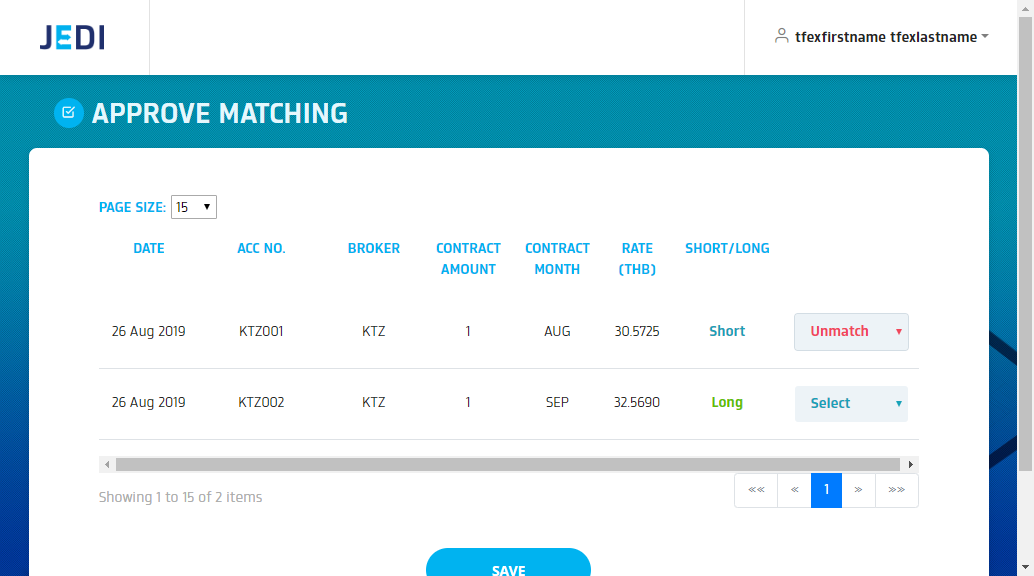 JEDI
tfexfirstname tfexlastname
APPROVE MATCHING
PAGE SIZE: 15
DATE ACC NO. BROKER CONTRACT AMOUNT CONTRACT MONTH RATE (THB) SHORT/LONG
26 Aug 2019 KTZ001 KTZ 1 AUG 30.5725 Short Unmatch
26 Aug 2019 KTZ002 KTZ 1 SEP 32.5690 Long Select
Showing 1 to 15 of 2 items
«« « 1 » »»
SAVE